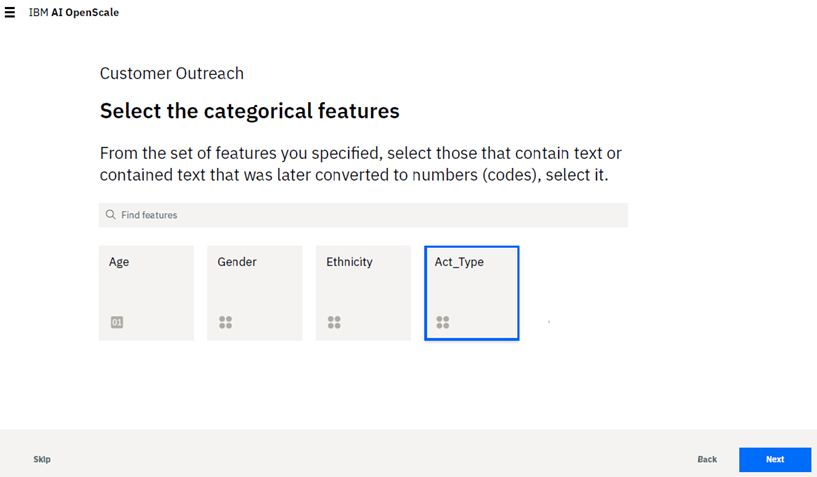 IBM AI OpenScale
Customer Outreach
Select the categorical features
From the set of features you specified, select those that contain text or
contained text that was later converted to numbers (codes), select it.
Find features
Age
Gender
Ethnicity
Act_Type
01
Skip
Back
Next